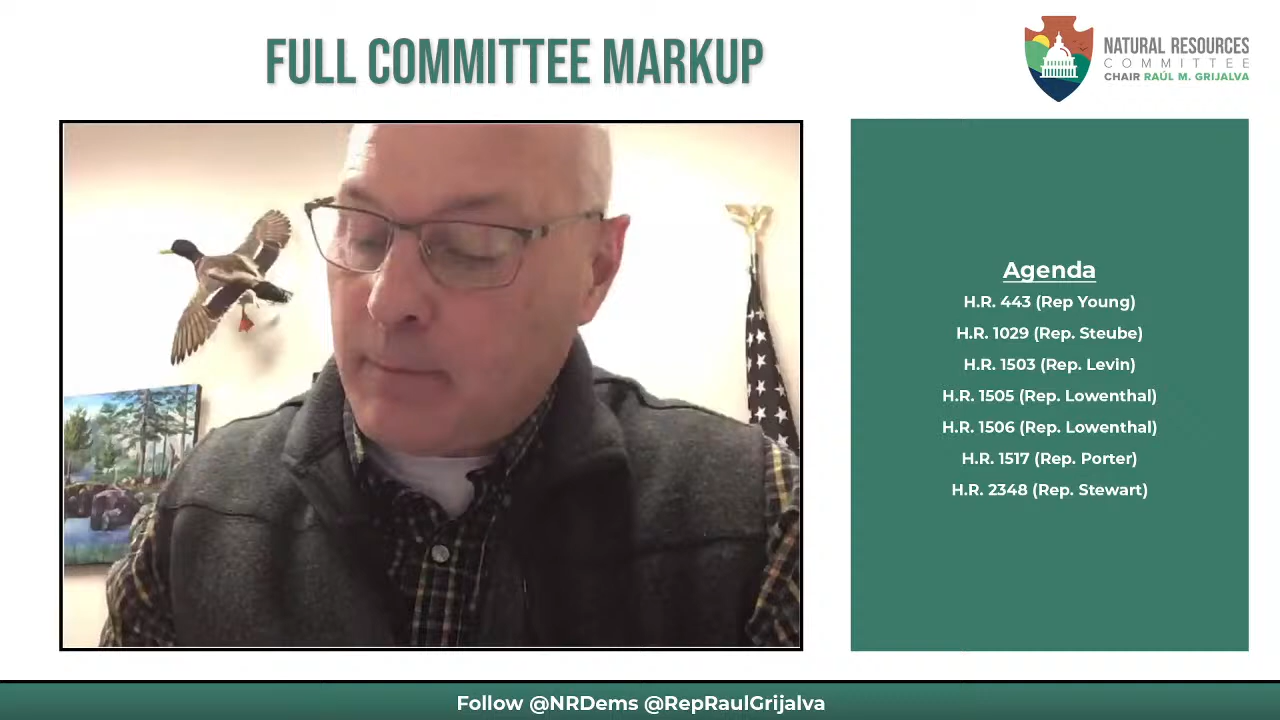 FULL COMMITTEE MARKUP
NATURAL RESOURCES
COMMITTEE
CHAIR RAÚL M. GRIJALVA
Agenda
H.R. 443 (Rep Young)
H.R. 1029 (Rep. Steube)
H.R. 1503 (Rep. Levin)
H.R. 1505 (Rep. Lowenthal)
H.R. 1506 (Rep. Lowenthal)
H.R. 1517 (Rep. Porter)
H.R. 2348 (Rep. Stewart)
Follow @NRDems @RepRaulGrijalva